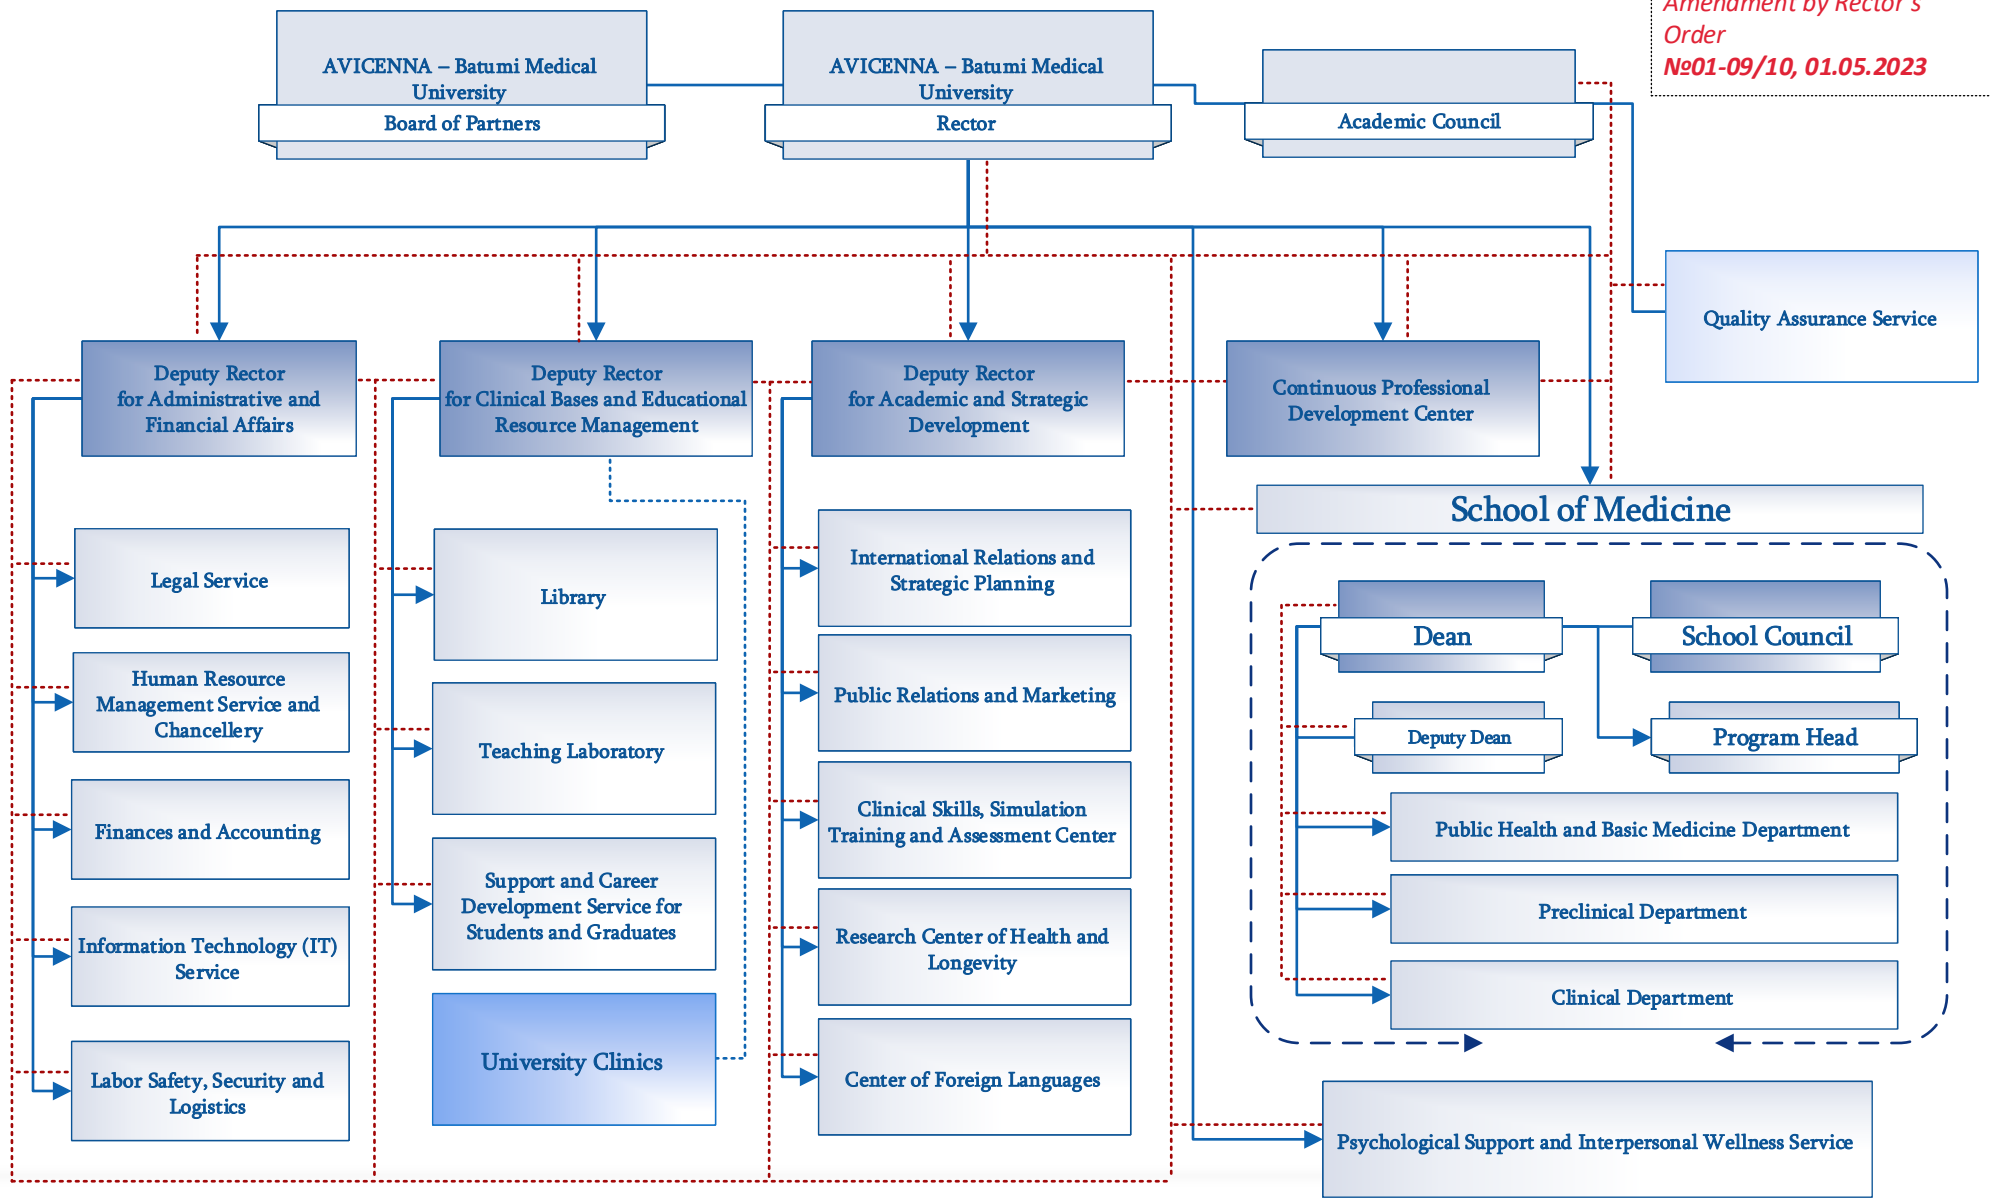 Amendment by Rector's
Order
№01-09/10, 01.05.2023
AVICENNA – Batumi Medical
University
Board of Partners
AVICENNA – Batumi Medical
University
Rector
Academic Council
Quality Assurance Service
Deputy Rector
for Administrative and
Financial Affairs
Deputy Rector
for Clinical Bases and Educational
Resource Management
Deputy Rector
for Academic and Strategic
Development
Continuous Professional
Development Center
Legal Service
Human Resource
Management Service and
Chancellery
Finances and Accounting
Information Technology (IT)
Service
Labor Safety, Security and
Logistics
Library
Teaching Laboratory
Support and Career
Development Service for
Students and Graduates
University Clinics
International Relations and
Strategic Planning
Public Relations and Marketing
Clinical Skills, Simulation
Training and Assessment Center
Research Center of Health and
Longevity
Center of Foreign Languages
School of Medicine
Dean
School Council
Deputy Dean
Program Head
Public Health and Basic Medicine Department
Preclinical Department
Clinical Department
Psychological Support and Interpersonal Wellness Service